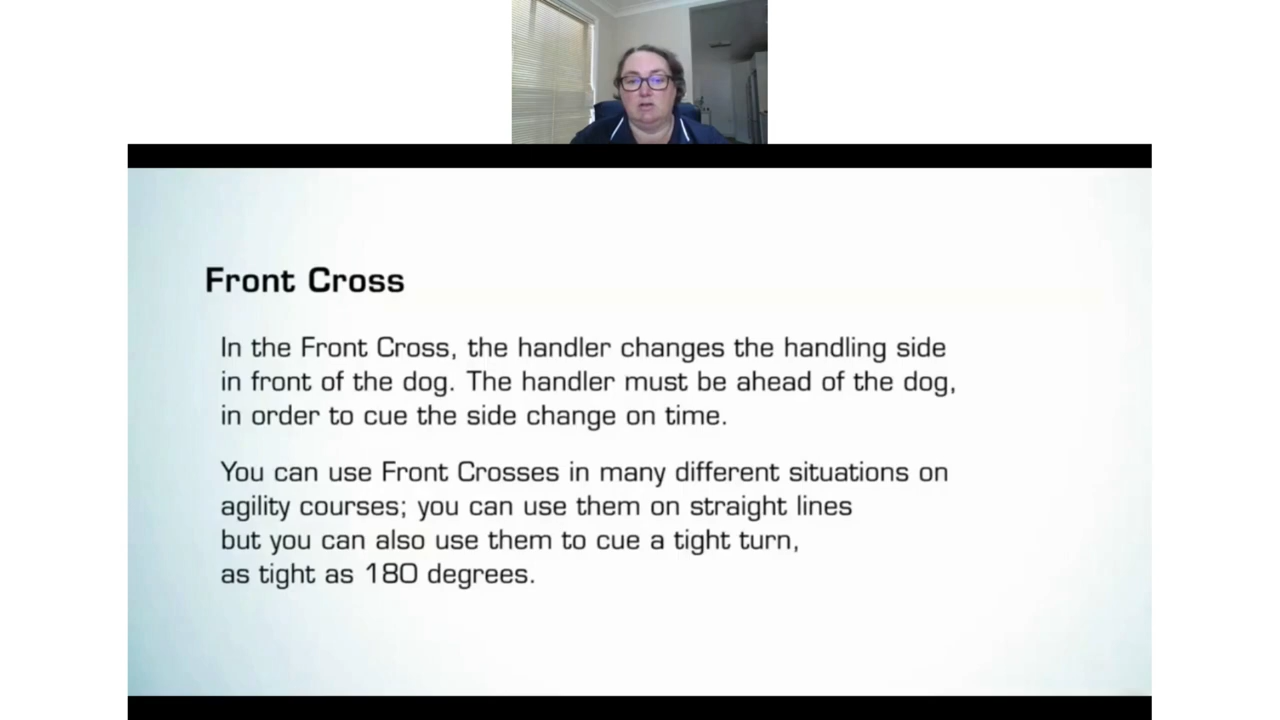 Front Cross
In the Front Cross, the handler changes the handling side
in front of the dog. The handler must be ahead of the dog,
in order to cue the side change on time.
You can use Front Crosses in many different situations on
agility courses; you can use them on straight lines
but you can also use them to cue a tight turn,
as tight as 180 degrees.